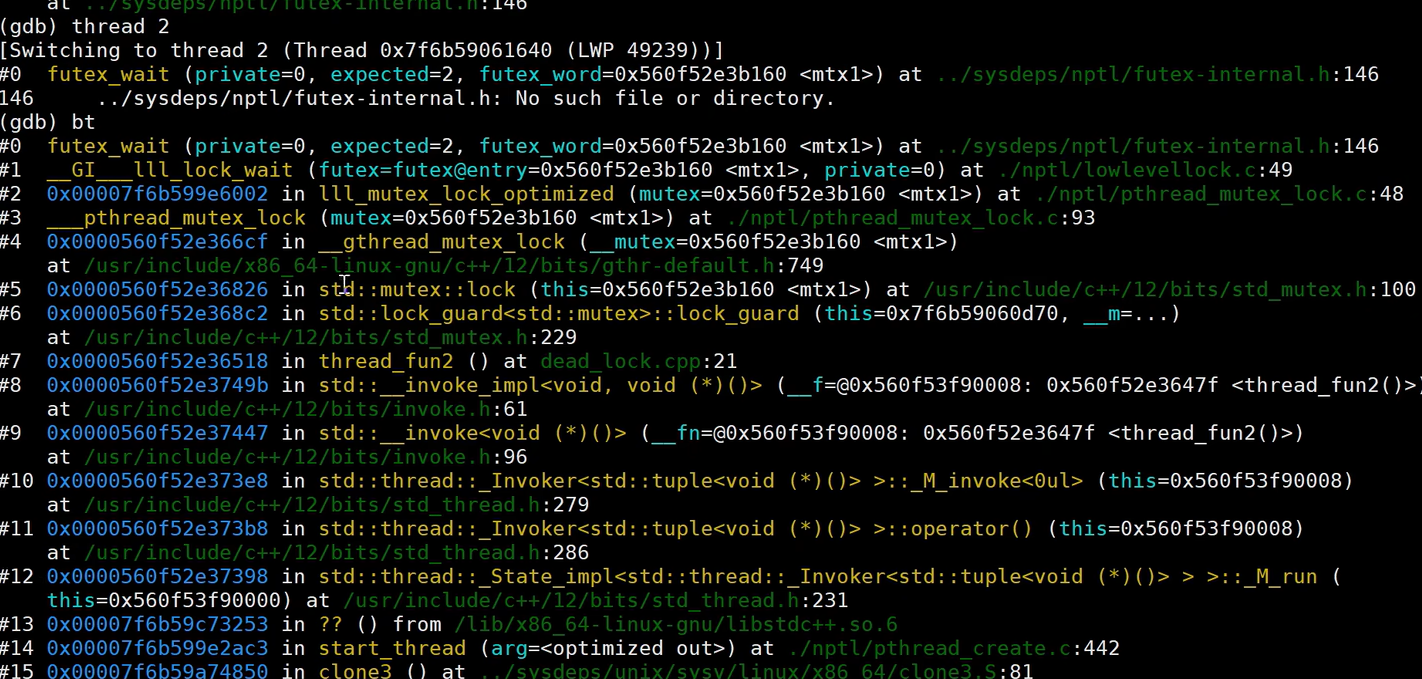 at ../sysdeps/nptl/futex-internal.h:146
(gdb) thread 2
[Switching to thread 2 (Thread 0x7f6b59061640 (LWP 49239))]
#0  futex_wait (private=0, expected=2, futex_word=0x560f52e3b160 <mtx1>) at ../sysdeps/nptl/futex-internal.h:146
146     ../sysdeps/nptl/futex-internal.h: No such file or directory.
(gdb) bt
#0  futex_wait (private=0, expected=2, futex_word=0x560f52e3b160 <mtx1>) at ../sysdeps/nptl/futex-internal.h:146
#1  __GI___lll_lock_wait (futex=futex@entry=0x560f52e3b160 <mtx1>, private=0) at ./nptl/lowlevellock.c:49
#2  0x00007f6b599e6002 in lll_mutex_lock_optimized (mutex=0x560f52e3b160 <mtx1>) at ./nptl/pthread_mutex_lock.c:48
#3  ___pthread_mutex_lock (mutex=0x560f52e3b160 <mtx1>) at ./nptl/pthread_mutex_lock.c:93
#4  0x0000560f52e366cf in __gthread_mutex_lock (__mutex=0x560f52e3b160 <mtx1>)
    at /usr/include/x86_64-linux-gnu/c++/12/bits/gthr-default.h:749
#5  0x0000560f52e36826 in std::mutex::lock (this=0x560f52e3b160 <mtx1>) at /usr/include/c++/12/bits/std_mutex.h:100
#6  0x0000560f52e368c2 in std::lock_guard<std::mutex>::lock_guard (this=0x7f6b59060d70, __m=...)
    at /usr/include/c++/12/bits/std_mutex.h:229
#7  0x0000560f52e36518 in thread_fun2 () at dead_lock.cpp:21
#8  0x0000560f52e3749b in std::__invoke_impl<void, void (*)()> (__f=@0x560f53f90008: 0x560f52e3647f <thread_fun2()>)
    at /usr/include/c++/12/bits/invoke.h:61
#9  0x0000560f52e37447 in std::__invoke<void (*)()> (__fn=@0x560f53f90008: 0x560f52e3647f <thread_fun2()>)
    at /usr/include/c++/12/bits/invoke.h:96
#10 0x0000560f52e373e8 in std::thread::_Invoker<std::tuple<void (*)()> >::_M_invoke<0ul> (this=0x560f53f90008)
    at /usr/include/c++/12/bits/std_thread.h:279
#11 0x0000560f52e373b8 in std::thread::_Invoker<std::tuple<void (*)()> >::operator() (this=0x560f53f90008)
    at /usr/include/c++/12/bits/std_thread.h:286
#12 0x0000560f52e37398 in std::thread::_State_impl<std::thread::_Invoker<std::tuple<void (*)()> > >::_M_run (
    this=0x560f53f90000) at /usr/include/c++/12/bits/std_thread.h:231
#13 0x00007f6b59c73253 in ?? () from /lib/x86_64-linux-gnu/libstdc++.so.6
#14 0x00007f6b599e2ac3 in start_thread (arg=<optimized out>) at ./nptl/pthread_create.c:442
#15 0x00007f6b59a74850 in clone3 () at ../sysdeps/unix/sysv/linux/x86_64/clone3.S:81